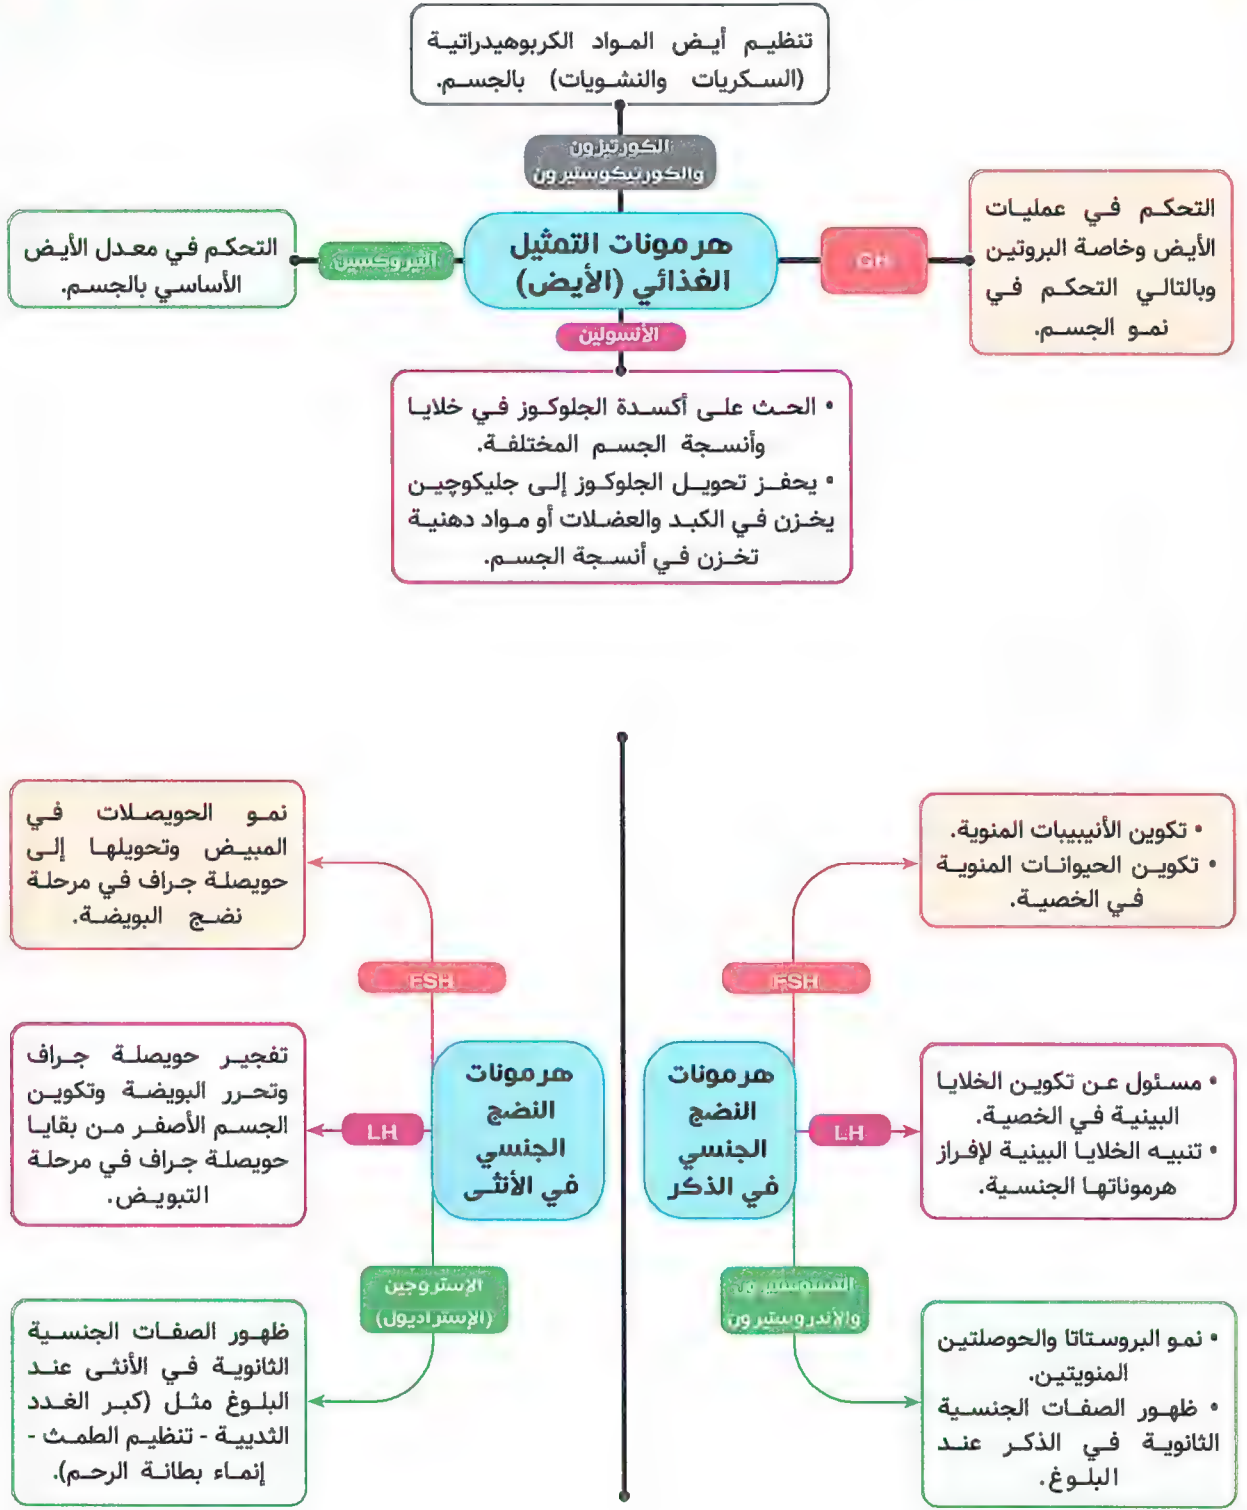 تنظيم أيض المواد الكربوهيدراتية
(السكريات والنشويات) بالجسم.
الكورتيزون
والكورتيكوستيرون
هرمونات التمثيل
الغذائي (الأيض)
GH
التحكم في عمليات
الأيض وخاصة البروتين
وبالتالي التحكم في
نمو الجسم.
الثيروكسين
التحكم في معدل الأيض
الأساسي بالجسم.
الأنسولين
• الحث على أكسدة الجلوكوز في خلايا
وأنسجة الجسم المختلفة.
• يحفز تحويل الجلوكوز إلى جليكوچين
يخزن في الكبد والعضلات أو مواد دهنية
تخزن في أنسجة الجسم.
هرمونات
النضج
الجنسي
في الذكر
FSH
• تكوين الأنيبيبات المنوية.
• تكوين الحيوانات المنوية
في الخصية.
LH
• مسئول عن تكوين الخلايا
البينية في الخصية.
• تنبيه الخلايا البينية لإفراز
هرموناتها الجنسية.
التستوستيرون
والأندروستيرون
• نمو البروستاتا والحوصلتين
المنويتين.
• ظهور الصفات الجنسية
الثانوية في الذكر عند
البلوغ.
هرمونات
النضج
الجنسي
في الأنثى
FSH
نمو الحويصلات في
المبيض وتحويلها إلى
حويصلة جراف في مرحلة
نضج البويضة.
LH
تفجير حويصلة جراف
وتحرر البويضة وتكوين
الجسم الأصفر من بقايا
حويصلة جراف في مرحلة
التبويض.
الإستروجين
(الإستراديول)
ظهور الصفات الجنسية
الثانوية في الأنثى عند
البلوغ مثل (كبر الغدد
الثديية - تنظيم الطمث -
إنماء بطانة الرحم).